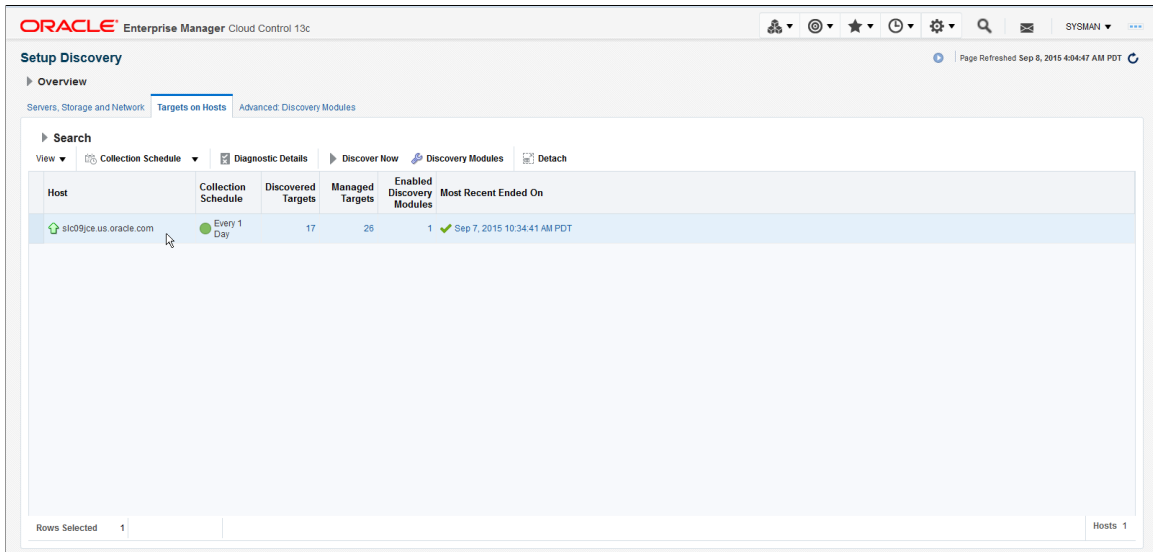 ORACLE Enterprise Manager Cloud Control 13c
SYSMAN
Setup Discovery
Page Refreshed Sep 8, 2015 4:04:47 AM PDT
Overview
Servers, Storage and Network Targets on Hosts Advanced: Discovery Modules
Search
View Collection Schedule Diagnostic Details Discover Now Discovery Modules Detach
Host Collection Schedule Discovered Targets Managed Targets Enabled Discovery Modules Most Recent Ended On
slc09jce.us.oracle.com Every 1 Day 17 26 1 Sep 7, 2015 10:34:41 AM PDT
Rows Selected 1 Hosts 1